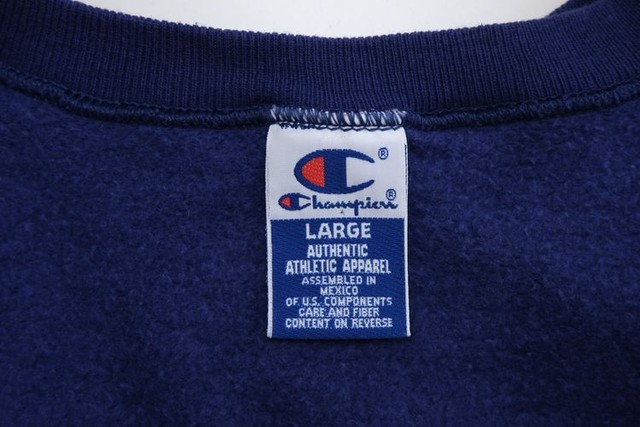 ®
Champion®
LARGE
AUTHENTIC
ATHLETIC APPAREL
ASSEMBLED IN
MEXICO
OF U.S. COMPONENTS
CARE AND FIBER
CONTENT ON REVERSE